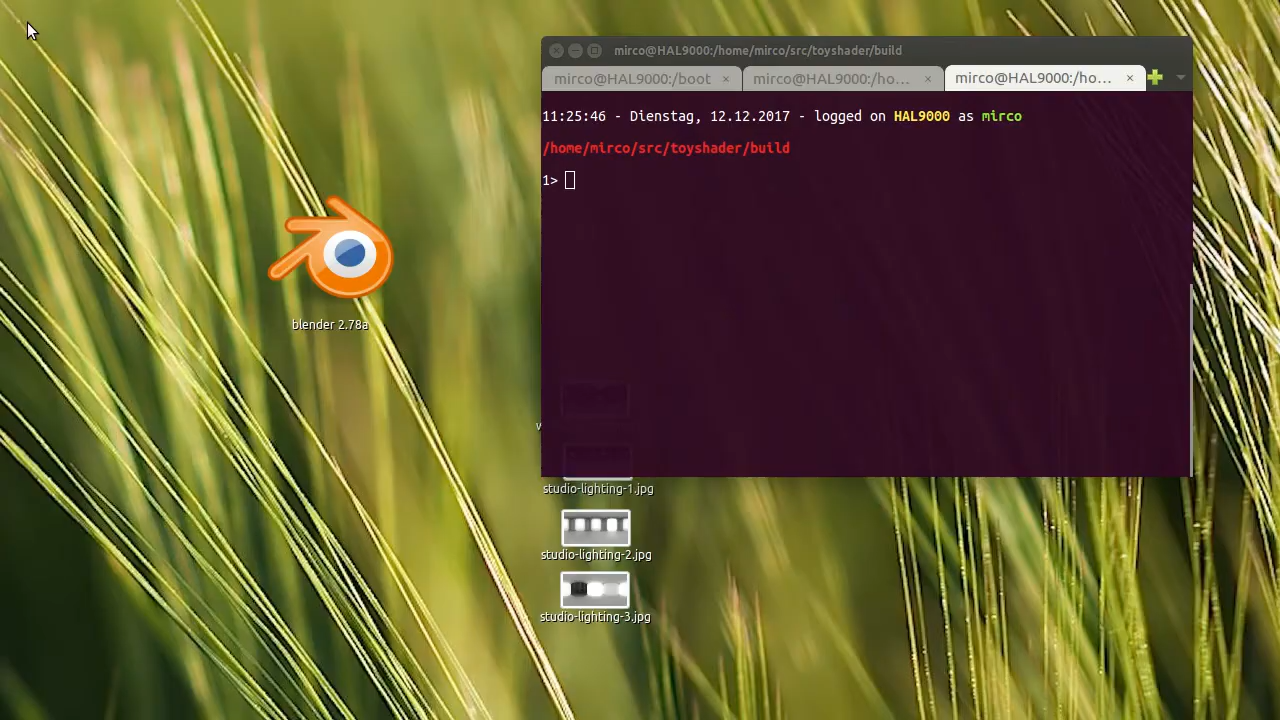 mirco@HAL9000:/home/mirco/src/toyshader/build
mirco@HAL9000:/boot
mirco@HAL9000:/ho...
mirco@HAL9000:/ho...
11:25:46 - Dienstag, 12.12.2017 - logged on HAL9000 as mirco
/home/mirco/src/toyshader/build
1>
blender 2.78a
studio-lighting-1.jpg
studio-lighting-2.jpg
studio-lighting-3.jpg